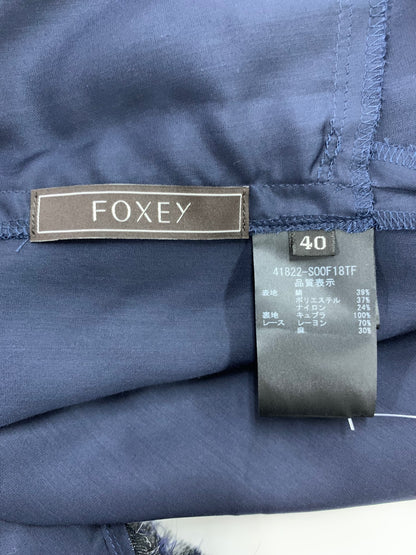 FOXEY
40
41822-SOOF18TF
品質表示
表地 絹 39%
ポリエステル 37%
ナイロン 24%
裏地 キュプラ 100%
レース レーヨン 70%
麻 30%